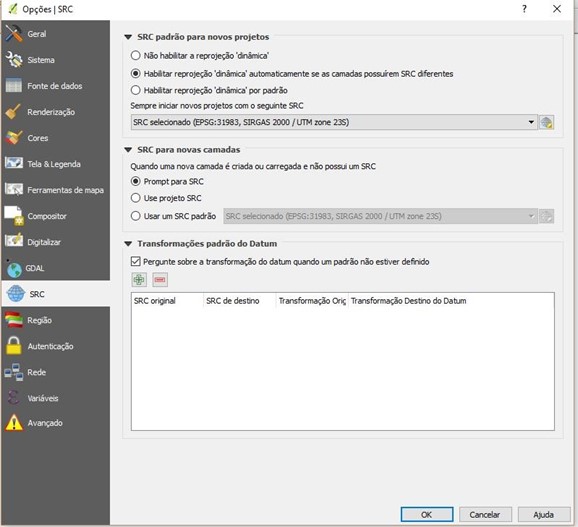 Opções | SRC
Geral
Sistema
Fonte de dados
Renderização
Cores
Tela & Legenda
Ferramentas de mapa
Compositor
Digitalizar
GDAL
SRC
Região
Autenticação
Rede
Variáveis
Avançado
SRC padrão para novos projetos
Não habilitar a reprojeção 'dinâmica'
Habilitar reprojeção 'dinâmica' automaticamente se as camadas possuírem SRC diferentes
Habilitar reprojeção 'dinâmica' por padrão
Sempre iniciar novos projetos com o seguinte SRC
SRC selecionado (EPSG:31983, SIRGAS 2000 / UTM zone 23S)
SRC para novas camadas
Quando uma nova camada é criada ou carregada e não possui um SRC
Prompt para SRC
Use projeto SRC
Usar um SRC padrão SRC selecionado (EPSG:31983, SIRGAS 2000 / UTM zone 23S)
Transformações padrão do Datum
Pergunte sobre a transformação do datum quando um padrão não estiver definido
SRC original SRC de destino Transformação Oriç Transformação Destino do Datum
OK Cancelar Ajuda